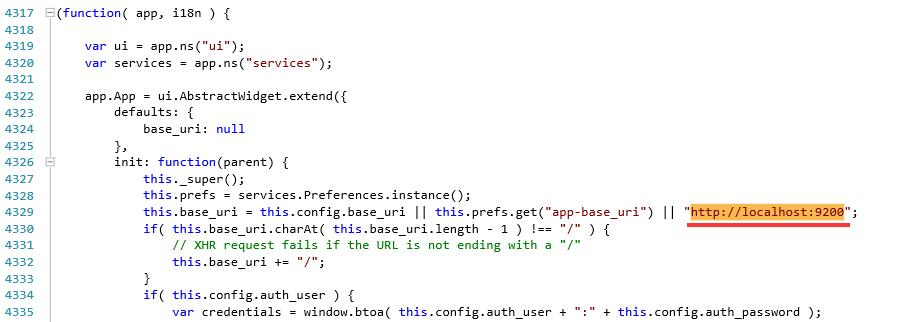 4317 (function( app, i18n ) {
4318
4319 var ui = app.ns("ui");
4320 var services = app.ns("services");
4321
4322 app.App = ui.AbstractWidget.extend({
4323 defaults: {
4324 base_uri: null
4325 },
4326 init: function(parent) {
4327 this._super();
4328 this.prefs = services.Preferences.instance();
4329 this.base_uri = this.config.base_uri || this.prefs.get("app-base_uri") || "http://localhost:9200";
4330 if( this.base_uri.charAt( this.base_uri.length - 1 ) !== "/" ) {
4331 // XHR request fails if the URL is not ending with a "/"
4332 this.base_uri += "/";
4333 }
4334 if( this.config.auth_user ) {
4335 var credentials = window.btoa( this.config.auth_user + ":" + this.config.auth_password );